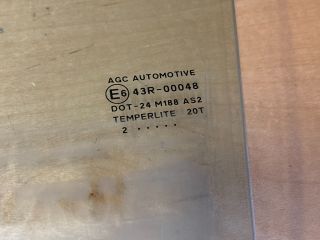 AGC AUTOMOTIVE
E6 43R-00048
DOT-24 M188 AS2
TEMPERLITE 20T
2 .....